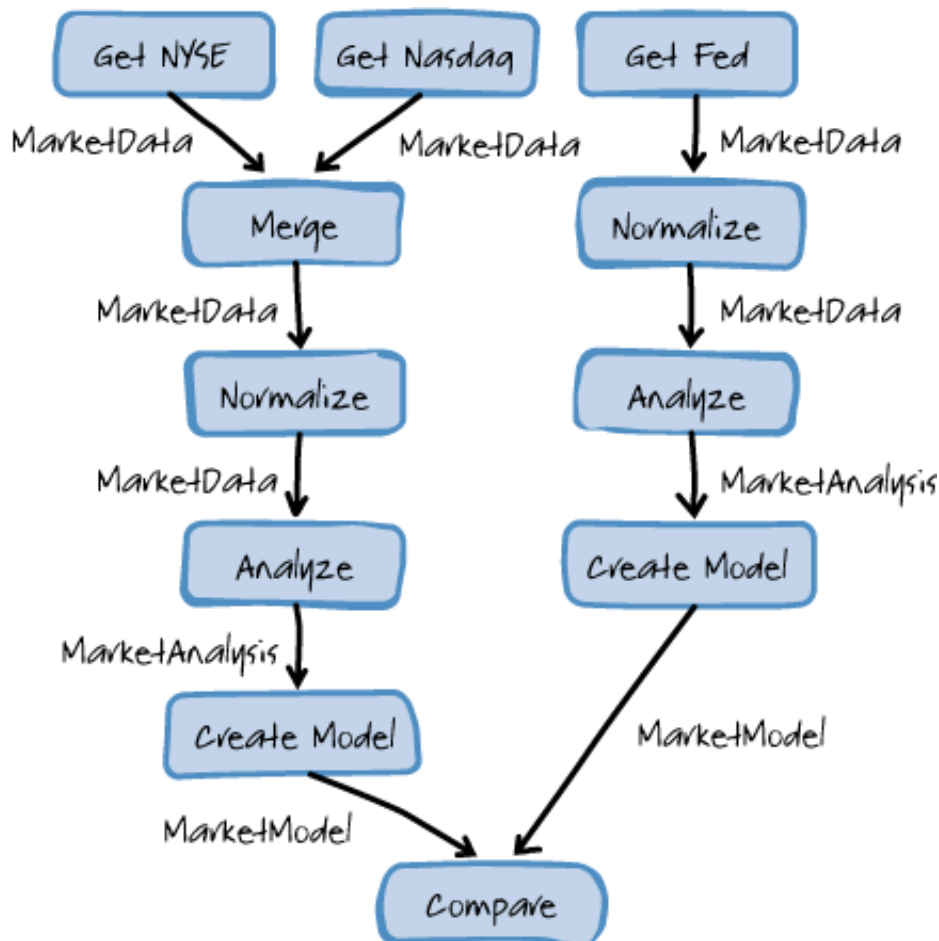 Get NYSE
Get Nasdaq
Get Fed
MarketData
MarketData
MarketData
Merge
Normalize
MarketData
MarketData
Normalize
Analyze
MarketData
MarketAnalysis
Analyze
Create Model
MarketAnalysis
Create Model
MarketModel
MarketModel
Compare